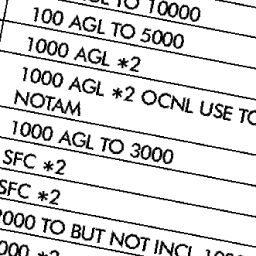 TO 10000
100 AGL TO 5000
1000 AGL *2
1000 AGL *2 OCNL USE TO
NOTAM
1000 AGL TO 3000
SFC *2
SFC *2
TO BUT NOT INCL
*2